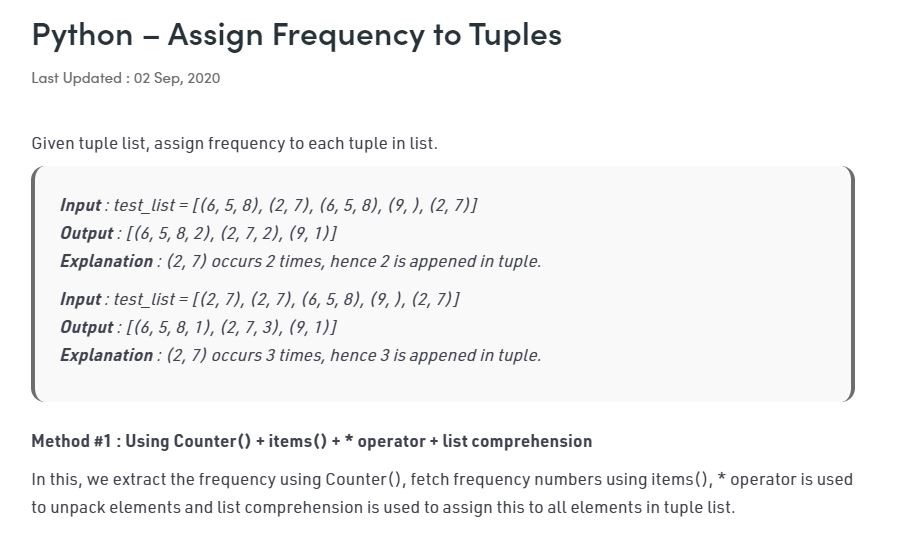 Python – Assign Frequency to Tuples
Last Updated : 02 Sep, 2020
Given tuple list, assign frequency to each tuple in list.
Input : test_list = [(6, 5, 8), (2, 7), (6, 5, 8), (9, ), (2, 7)]
Output : [(6, 5, 8, 2), (2, 7, 2), (9, 1)]
Explanation : (2, 7) occurs 2 times, hence 2 is appened in tuple.
Input : test_list = [(2, 7), (2, 7), (6, 5, 8), (9, ), (2, 7)]
Output : [(6, 5, 8, 1), (2, 7, 3), (9, 1)]
Explanation : (2, 7) occurs 3 times, hence 3 is appened in tuple.
Method #1 : Using Counter() + items() + * operator + list comprehension
In this, we extract the frequency using Counter(), fetch frequency numbers using items(), * operator is used
to unpack elements and list comprehension is used to assign this to all elements in tuple list.